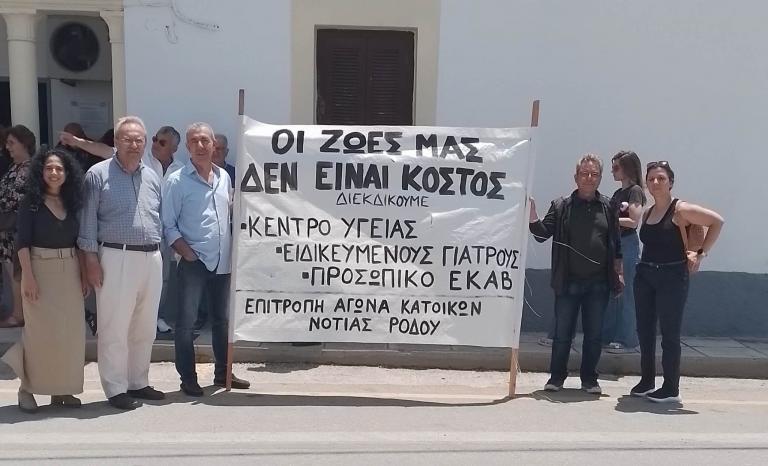 ΟΙ ΖΩΕΣ ΜΑΣ
ΔΕΝ ΕΙΝΑΙ ΚΟΣΤΟΣ
ΔΙΕΚΔΙΚΟΥΜΕ
•ΚΕΝΤΡΟ ΥΓΕΙΑΣ
•ΕΙΔΙΚΕΥΜΕΝΟΥΣ ΓΙΑΤΡΟΥΣ
•ΠΡΟΣΩΠΙΚΟ ΕΚΑΒ
ΕΠΙΤΡΟΠΗ ΑΓΩΝΑ ΚΑΤΟΙΚΩΝ
ΝΟΤΙΑΣ ΡΟΔΟΥ